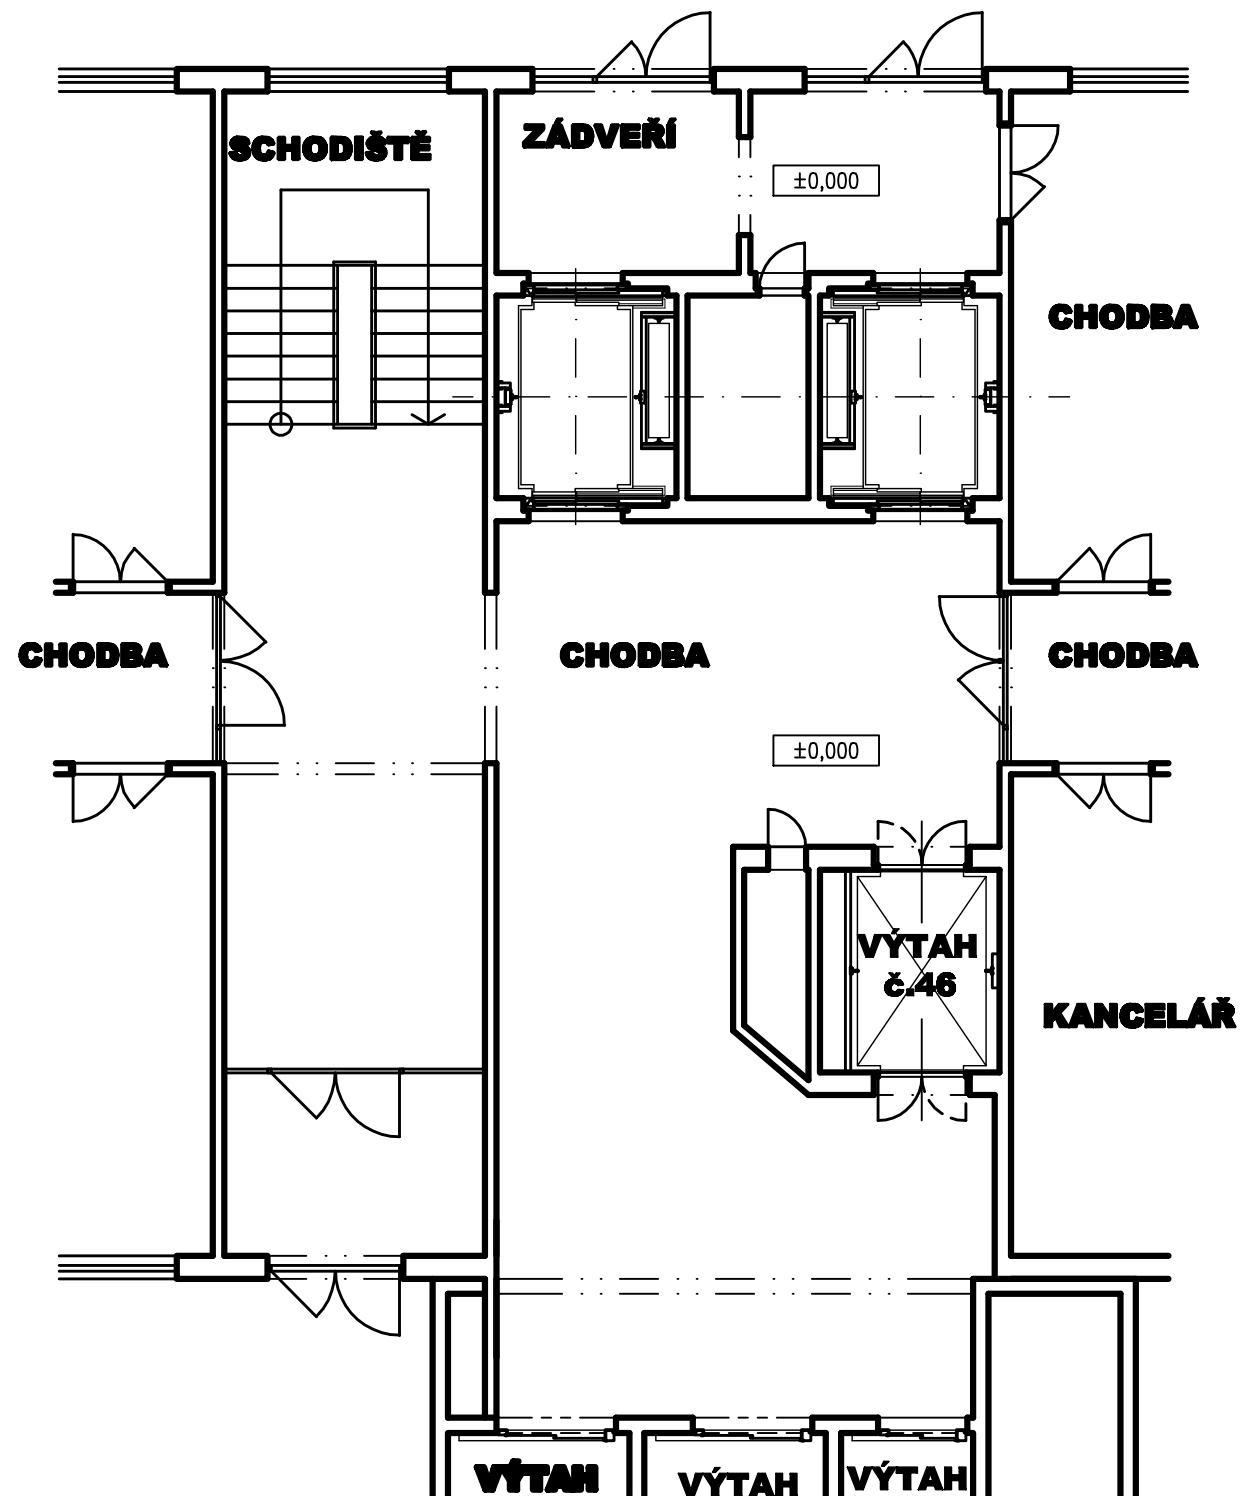 SCHODIŠTĚ
ZÁDVEŘÍ
±0,000
CHODBA
CHODBA
CHODBA
CHODBA
±0,000
VÝTAH
č.46
KANCELÁŘ
VÝTAH
VÝTAH
VÝTAH